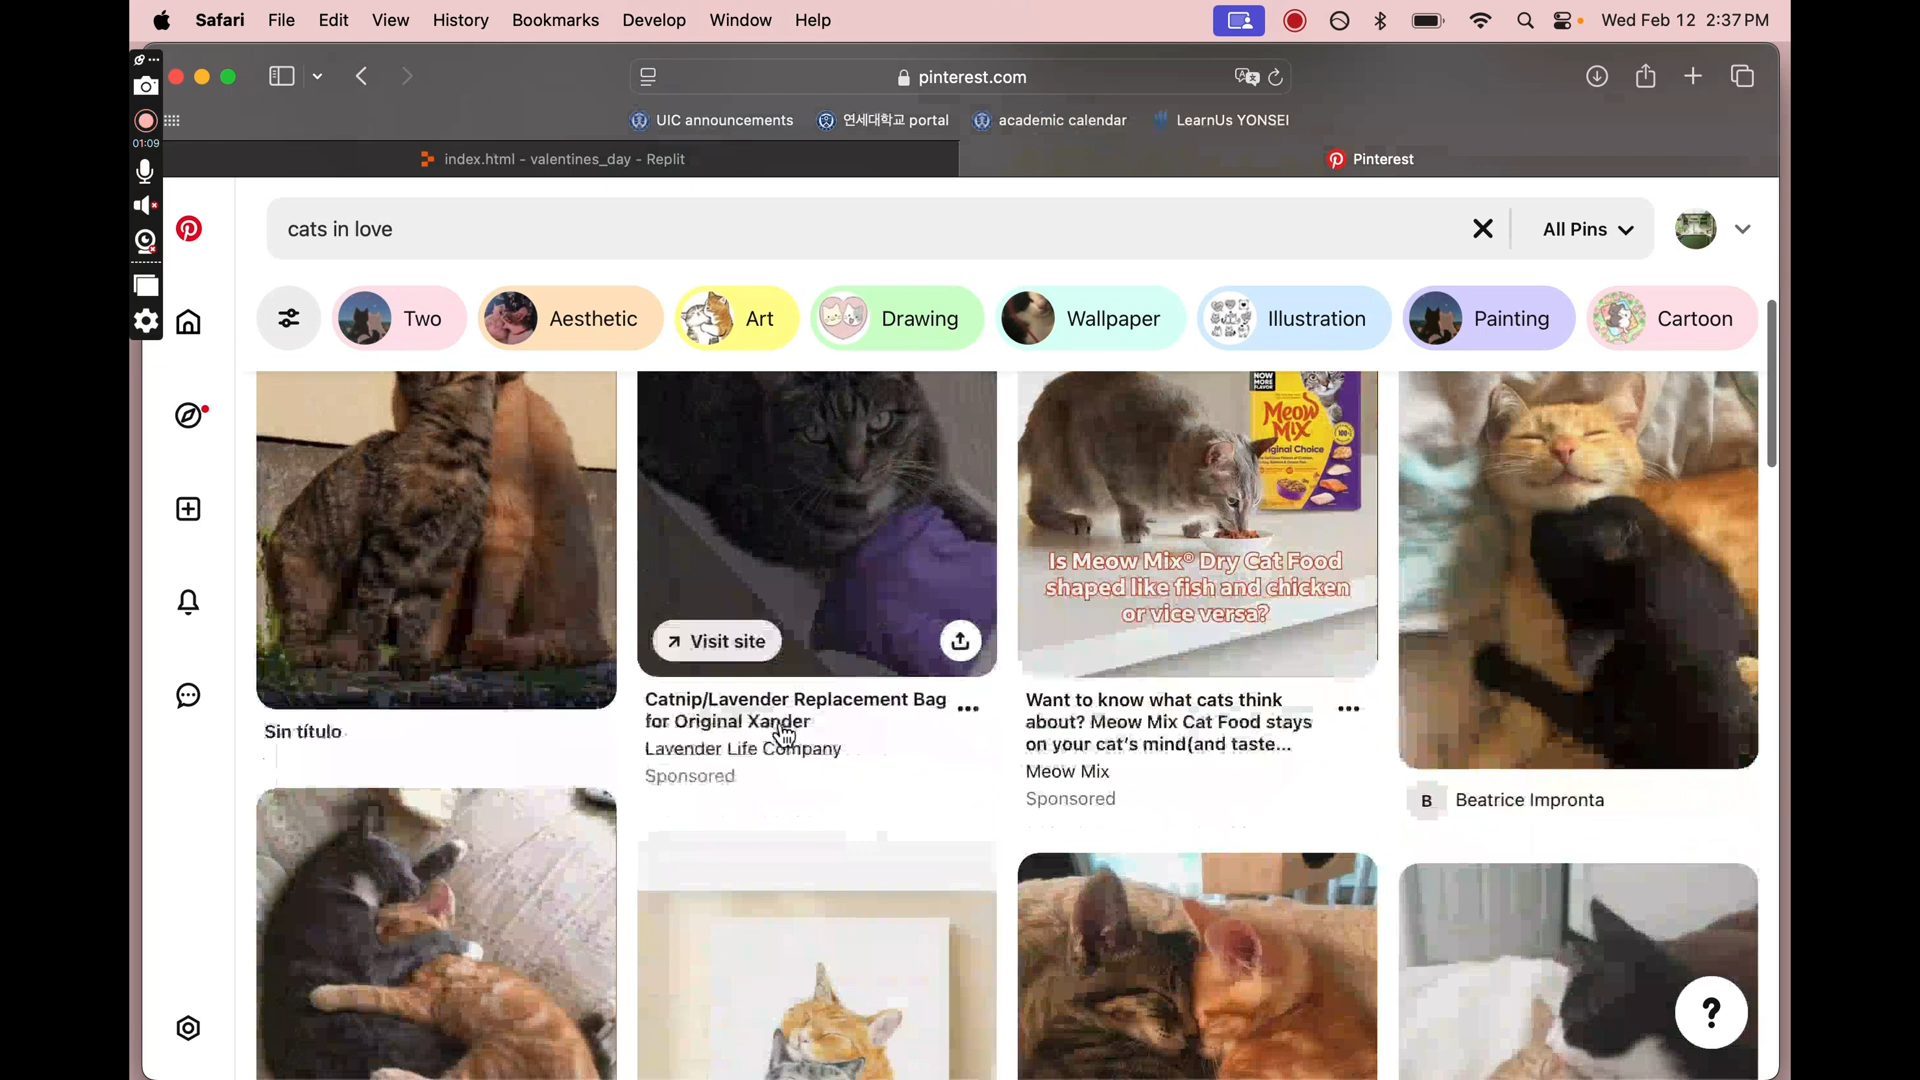 Safari File Edit View History Bookmarks Develop Window Help Wed Feb 12 2:37 PM
pinterest.com
UIC announcements 연세대학교 portal academic calendar LearnUs YONSEI
01:09
index.html - valentines_day - Replit Pinterest
cats in love All Pins
Two Aesthetic Art Drawing Wallpaper Illustration Painting Cartoon
NOW MORE FLAVOR
Meow Mix
Original Choice
Is Meow Mix® Dry Cat Food
shaped like fish and chicken
or vice versa?
Visit site
Sin título
Catnip/Lavender Replacement Bag
for Original Xander
Lavender Life Company
Sponsored
Want to know what cats think
about? Meow Mix Cat Food stays
on your cat's mind(and taste...
Meow Mix
Sponsored
B Beatrice Impronta
?